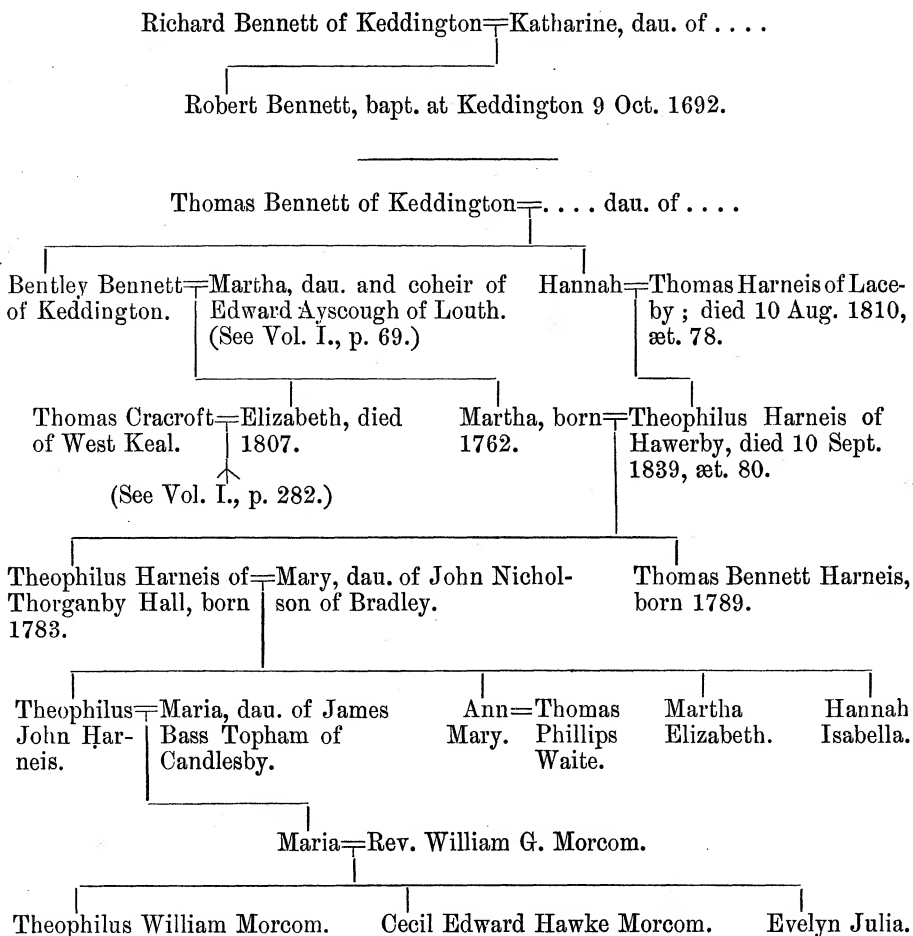 Richard Bennett of Keddington=Katharine, dau. of . . . .
Robert Bennett, bapt. at Keddington 9 Oct. 1692.
Thomas Bennett of Keddington=. . . . dau. of . . . .
Bentley Bennett=Martha, dau. and coheir of
of Keddington.
Edward Ayscough of Louth.
(See Vol. I., p. 69.)
Hannah=Thomas Harneis of Lace-
by ; died 10 Aug. 1810,
æt. 78.
Thomas Cracroft=Elizabeth, died
of West Keal.
1807.
(See Vol. I., p. 282.)
Martha, born=Theophilus Harneis of
1762.
Hawerby, died 10 Sept.
1839, æt. 80.
Theophilus Harneis of=Mary, dau. of John Nichol-
Thorganby Hall, born
son of Bradley.
1783.
Thomas Bennett Harneis,
born 1789.
Theophilus=Maria, dau. of James
John Har-
Bass Topham of
neis.
Candlesby.
Ann=Thomas
Mary.
Phillips
Waite.
Martha
Elizabeth.
Hannah
Isabella.
Maria=Rev. William G. Morcom.
Theophilus William Morcom.
Cecil Edward Hawke Morcom.
Evelyn Julia.